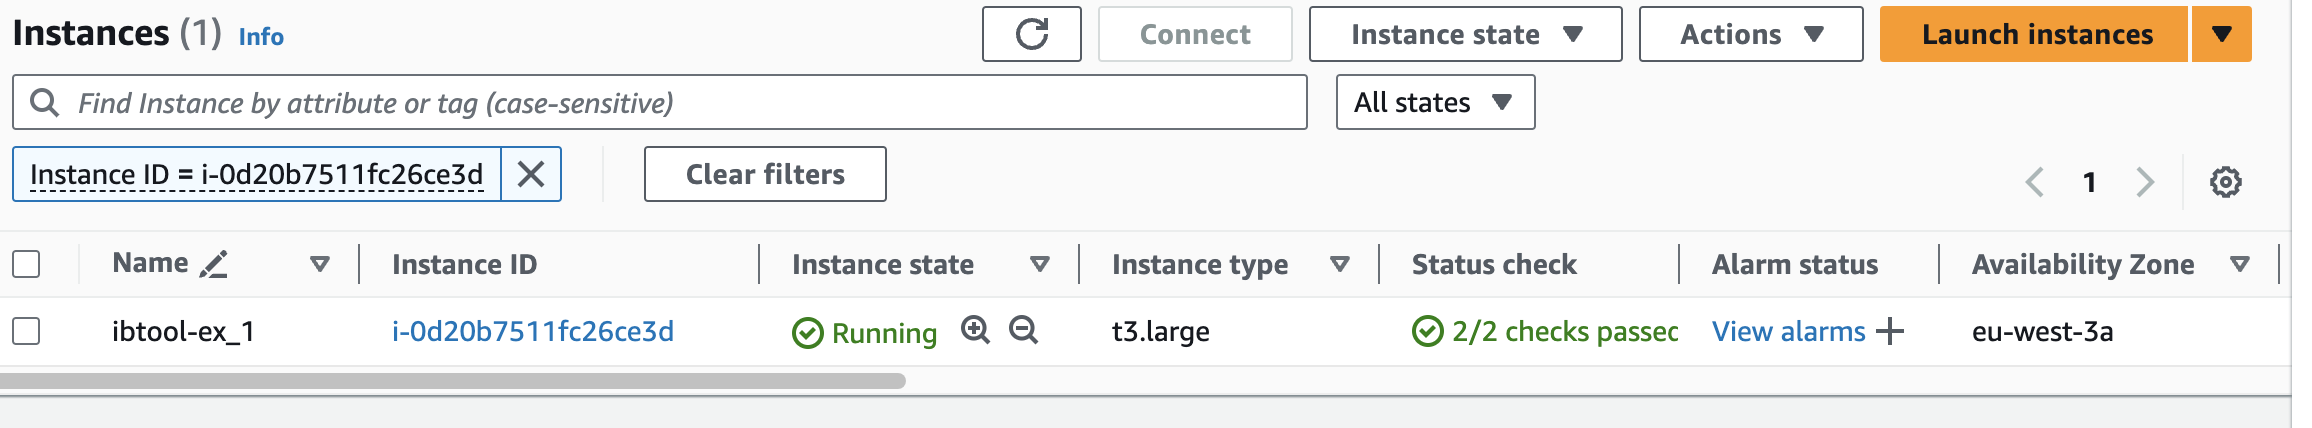 Instances (1) Info Connect Instance state Actions Launch instances
Find Instance by attribute or tag (case-sensitive) All states
Instance ID = i-0d20b7511fc26ce3d Clear filters 1
Name Instance ID Instance state Instance type Status check Alarm status Availability Zone
ibtool-ex_1 i-0d20b7511fc26ce3d Running t3.large 2/2 checks passec View alarms eu-west-3a